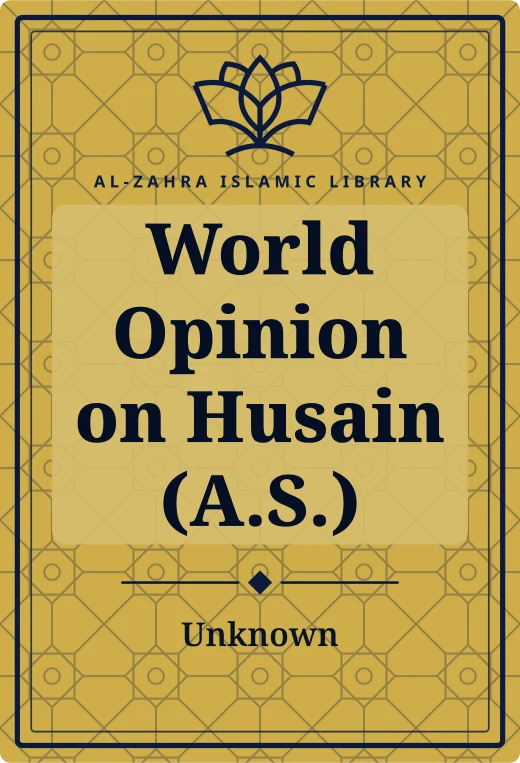 AL-ZAHRA ISLAMIC LIBRARY
World
Opinion
on Husain
(A.S.)
Unknown